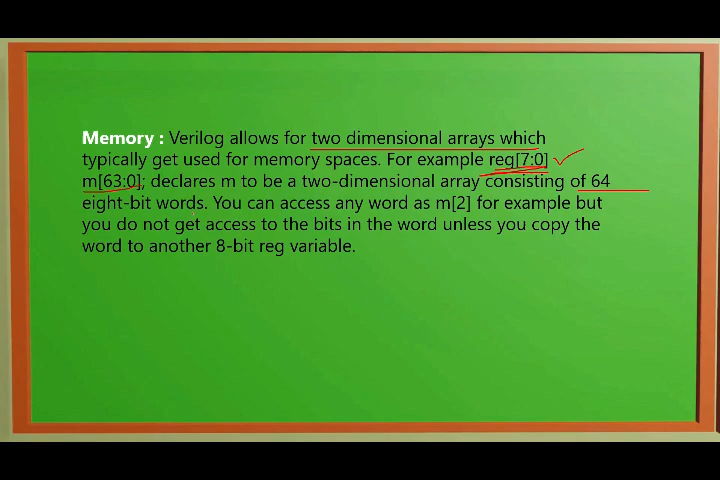 Memory : Verilog allows for two dimensional arrays which
typically get used for memory spaces. For example reg[7:0]
m[63:0]; declares m to be a two-dimensional array consisting of 64
eight-bit words. You can access any word as m[2] for example but
you do not get access to the bits in the word unless you copy the
word to another 8-bit reg variable.